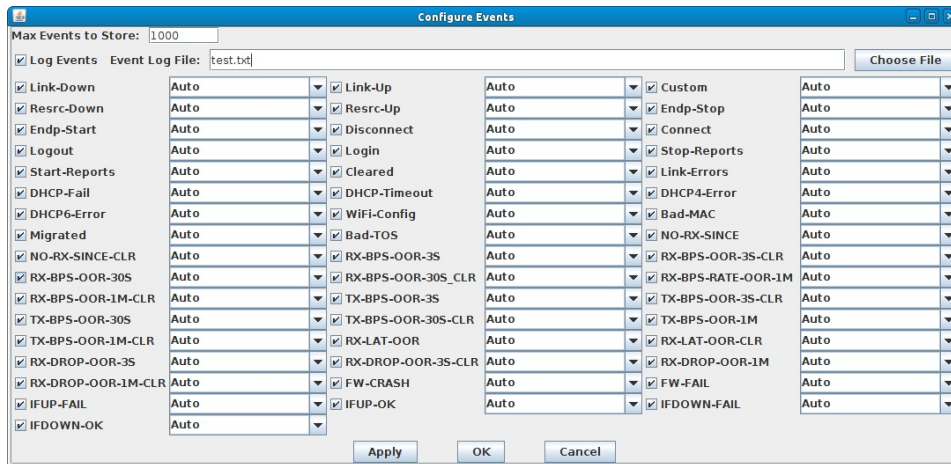 Configure Events
Max Events to Store: 1000
Log Events Event Log File: test.txt Choose File
Link-Down Auto Link-Up Auto Custom Auto
Resrc-Down Auto Resrc-Up Auto Endp-Stop Auto
Endp-Start Auto Disconnect Auto Connect Auto
Logout Auto Login Auto Stop-Reports Auto
Start-Reports Auto Cleared Auto Link-Errors Auto
DHCP-Fail Auto DHCP-Timeout Auto DHCP4-Error Auto
DHCP6-Error Auto WiFi-Config Auto Bad-MAC Auto
Migrated Auto Bad-TOS Auto NO-RX-SINCE Auto
NO-RX-SINCE-CLR Auto RX-BPS-OOR-3S Auto RX-BPS-OOR-3S-CLR Auto
RX-BPS-OOR-30S Auto RX-BPS-OOR-30S_CLR Auto RX-BPS-RATE-OOR-1M Auto
RX-BPS-OOR-1M-CLR Auto TX-BPS-OOR-3S Auto TX-BPS-OOR-3S-CLR Auto
TX-BPS-OOR-30S Auto TX-BPS-OOR-30S-CLR Auto TX-BPS-OOR-1M Auto
TX-BPS-OOR-1M-CLR Auto RX-LAT-OOR Auto RX-LAT-OOR-CLR Auto
RX-DROP-OOR-3S Auto RX-DROP-OOR-3S-CLR Auto RX-DROP-OOR-1M Auto
RX-DROP-OOR-1M-CLR Auto FW-CRASH Auto FW-FAIL Auto
IFUP-FAIL Auto IFUP-OK Auto IFDOWN-FAIL Auto
IFDOWN-OK Auto
Apply OK Cancel